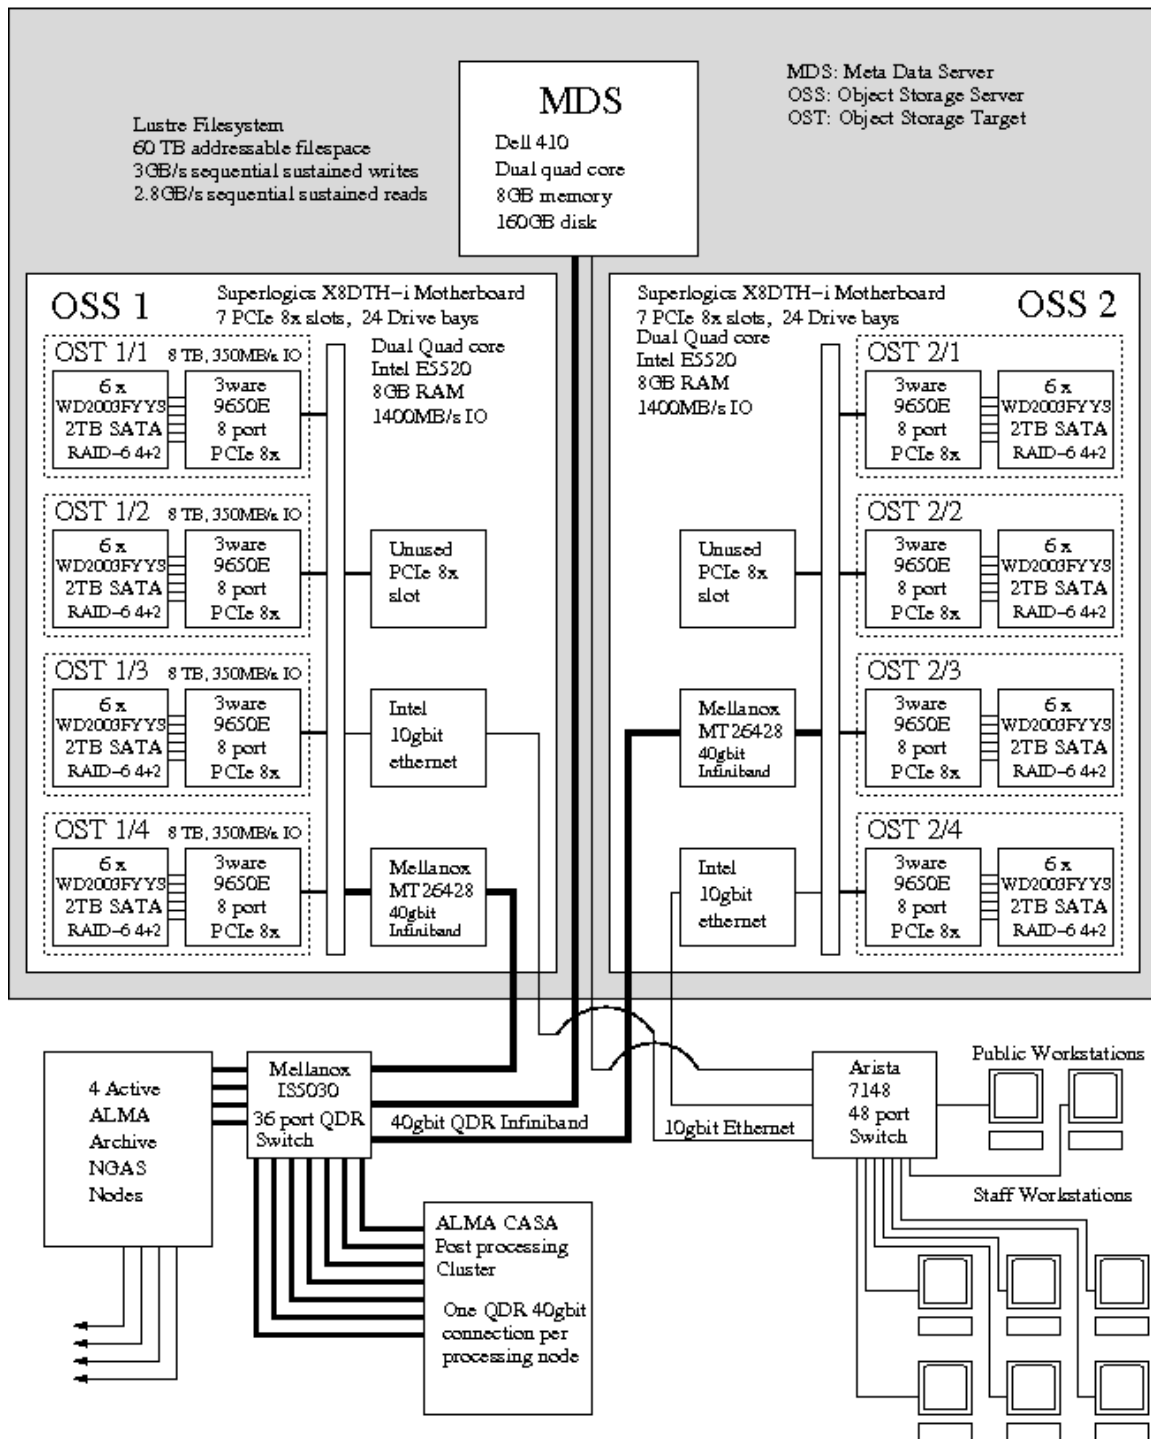 MDS: Meta Data Server
OSS: Object Storage Server
OST: Object Storage Target
MDS
Dell 410
Dual quad core
8GB memory
160GB disk
Lustre Filesystem
60 TB addressable filespace
3GB/s sequential sustained writes
2.8GB/s sequential sustained reads
OSS 1
Superlogics X8DTH-i Motherboard
7 PCIe 8x slots, 24 Drive bays
Dual Quad core
Intel E5520
8GB RAM
1400MB/s IO
OST 1/1 8 TB, 350MB/s IO
6 x
WD2003FYYS
2TB SATA
RAID-6 4+2
3ware
9650E
8 port
PCIe 8x
OST 1/2 8 TB, 350MB/s IO
6 x
WD2003FYYS
2TB SATA
RAID-6 4+2
3ware
9650E
8 port
PCIe 8x
Unused
PCIe 8x
slot
OST 1/3 8 TB, 350MB/s IO
6 x
WD2003FYYS
2TB SATA
RAID-6 4+2
3ware
9650E
8 port
PCIe 8x
Intel
10gbit
ethernet
OST 1/4 8 TB, 350MB/s IO
6 x
WD2003FYYS
2TB SATA
RAID-6 4+2
3ware
9650E
8 port
PCIe 8x
Mellanox
MT26428
40gbit
Infiniband
Superlogics X8DTH-i Motherboard
7 PCIe 8x slots, 24 Drive bays
OSS 2
Dual Quad core
Intel E5520
8GB RAM
1400MB/s IO
OST 2/1
3ware
9650E
8 port
PCIe 8x
6 x
WD2003FYYS
2TB SATA
RAID-6 4+2
Unused
PCIe 8x
slot
OST 2/2
3ware
9650E
8 port
PCIe 8x
6 x
WD2003FYYS
2TB SATA
RAID-6 4+2
Mellanox
MT26428
40gbit
Infiniband
OST 2/3
3ware
9650E
8 port
PCIe 8x
6 x
WD2003FYYS
2TB SATA
RAID-6 4+2
Intel
10gbit
ethernet
OST 2/4
3ware
9650E
8 port
PCIe 8x
6 x
WD2003FYYS
2TB SATA
RAID-6 4+2
4 Active
ALMA
Archive
NGAS
Nodes
Mellanox
IS5030
36 port QDR
Switch
40gbit QDR Infiniband
10gbit Ethernet
Arista
7148
48 port
Switch
Public Workstations
Staff Workstations
ALMA CASA
Post processing
Cluster
One QDR 40gbit
connection per
processing node